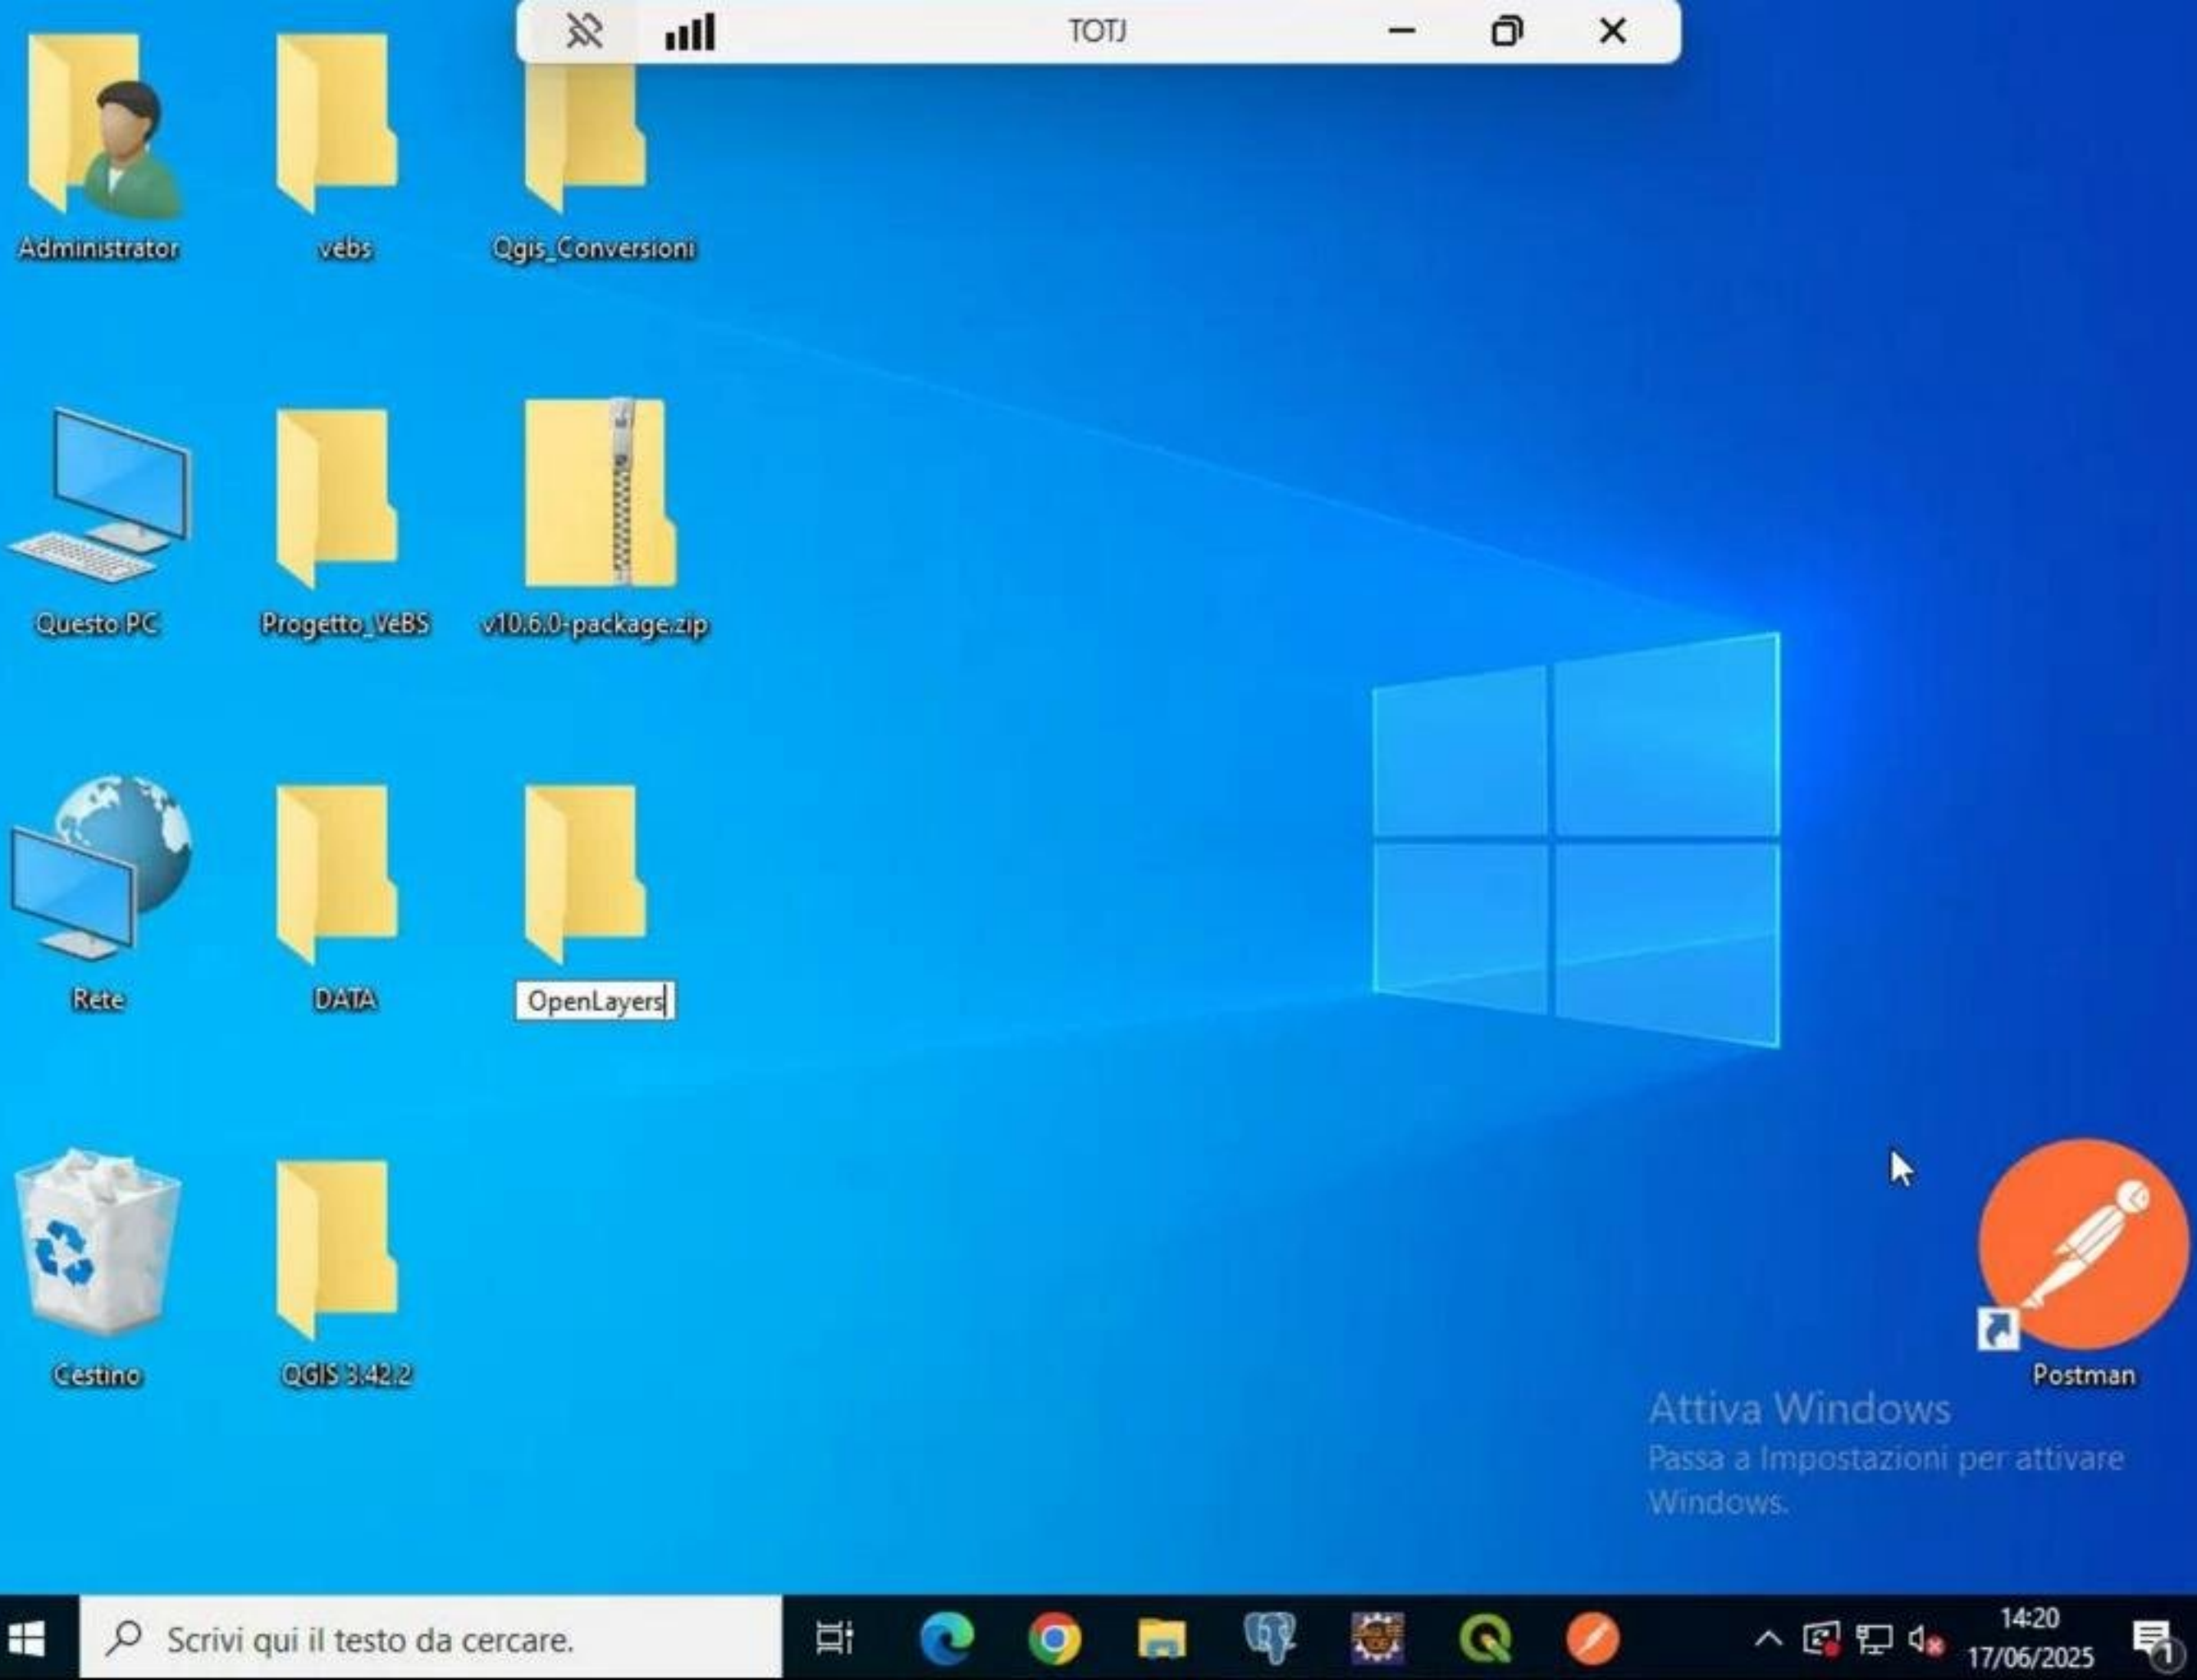 TOTJ
Administrator
vebs
Qgis_Conversioni
Questo PC
Progetto_VeBS
v10.6.0-package.zip
Rete
DATA
OpenLayers
Cestino
QGIS 3.42.2
Postman
Attiva Windows
Passa a Impostazioni per attivare
Windows.
Scrivi qui il testo da cercare.
14:20
17/06/2025
1